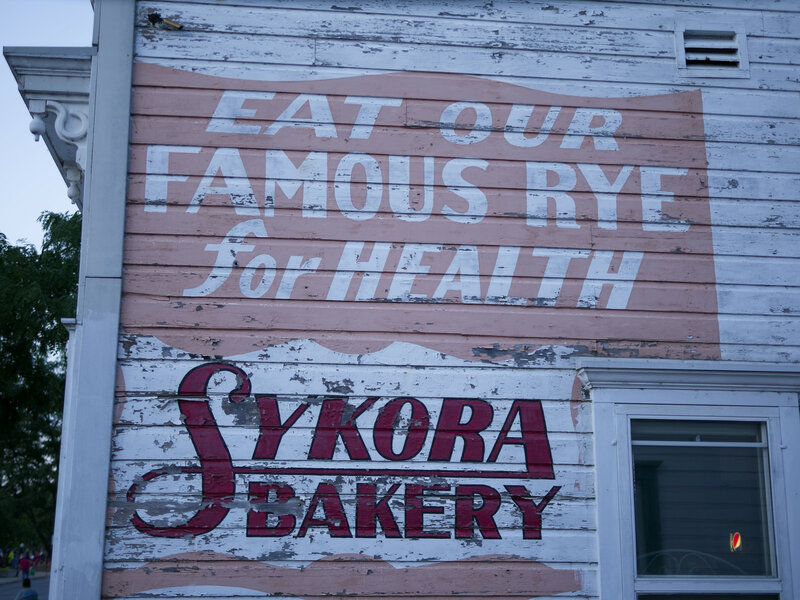 EAT OUR
FAMOUS RYE
for HEALTH
SYKORA
BAKERY